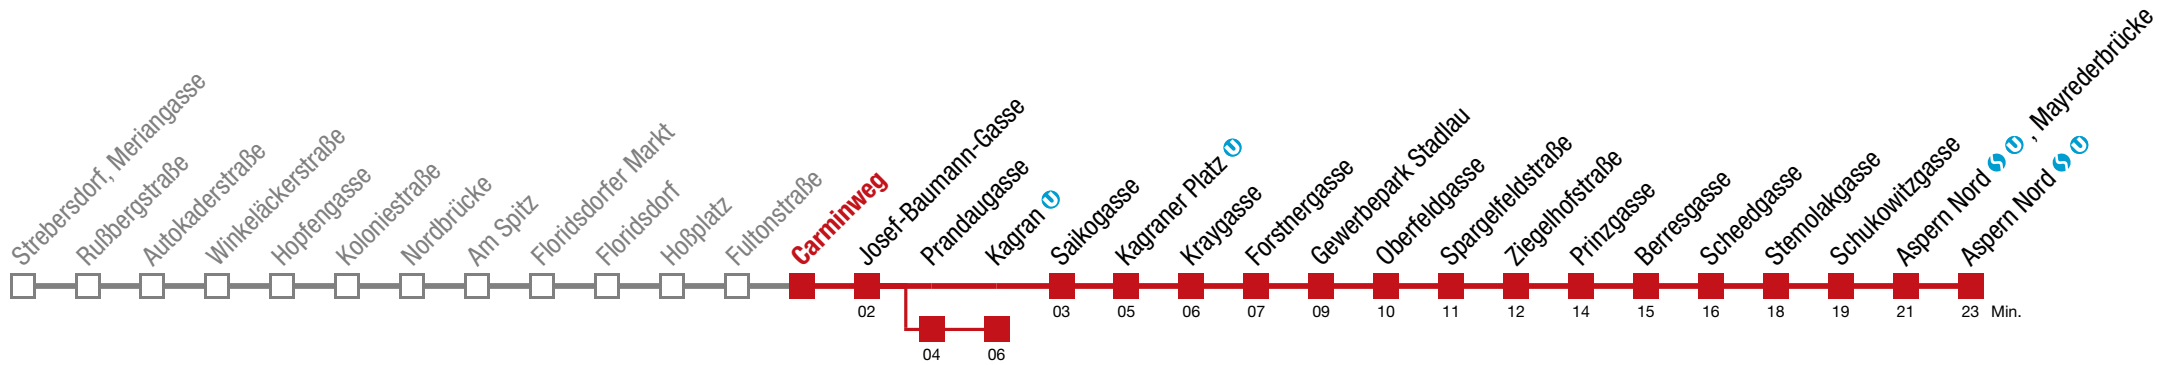 Strebersdorf, Meriangasse
Rußbergstraße
Autokaderstraße
Winkeläckerstraße
Hopfengasse
Koloniestraße
Nordbrücke
Am Spitz
Floridsdorfer Markt
Floridsdorf
Hoßplatz
Fultonstraße
Carminweg
Josef-Baumann-Gasse
Prandaugasse
Kagran U
Saikogasse
Kagraner Platz U
Kraygasse
Forstnergasse
Gewerbepark Stadlau
Oberfeldgasse
Spargelfeldstraße
Ziegelhofstraße
Prinzgasse
Berresgasse
Scheedgasse
Stemolakgasse
Schukowitzgasse
Aspern Nord S U , Mayrederbrücke
Aspern Nord S U
02 03 05 06 07 09 10 11 12 14 15 16 18 19 21 23 Min.
04 06